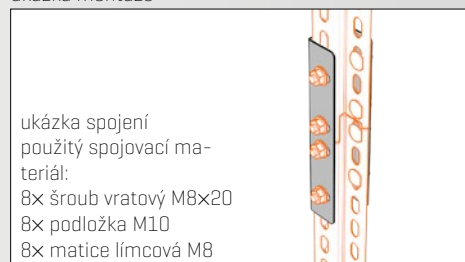 ukázka montáže
ukázka spojení
použitý spojovací ma-
teriál:
8× šroub vratový M8×20
8× podložka M10
8× matice límcová M8